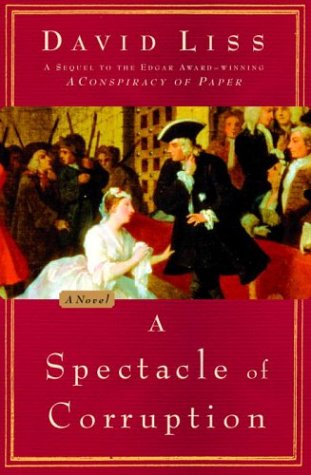 DAVID LISS
A SEQUEL TO THE EDGAR AWARD–WINNING
A CONSPIRACY OF PAPER
A Novel
A
Spectacle of
Corruption